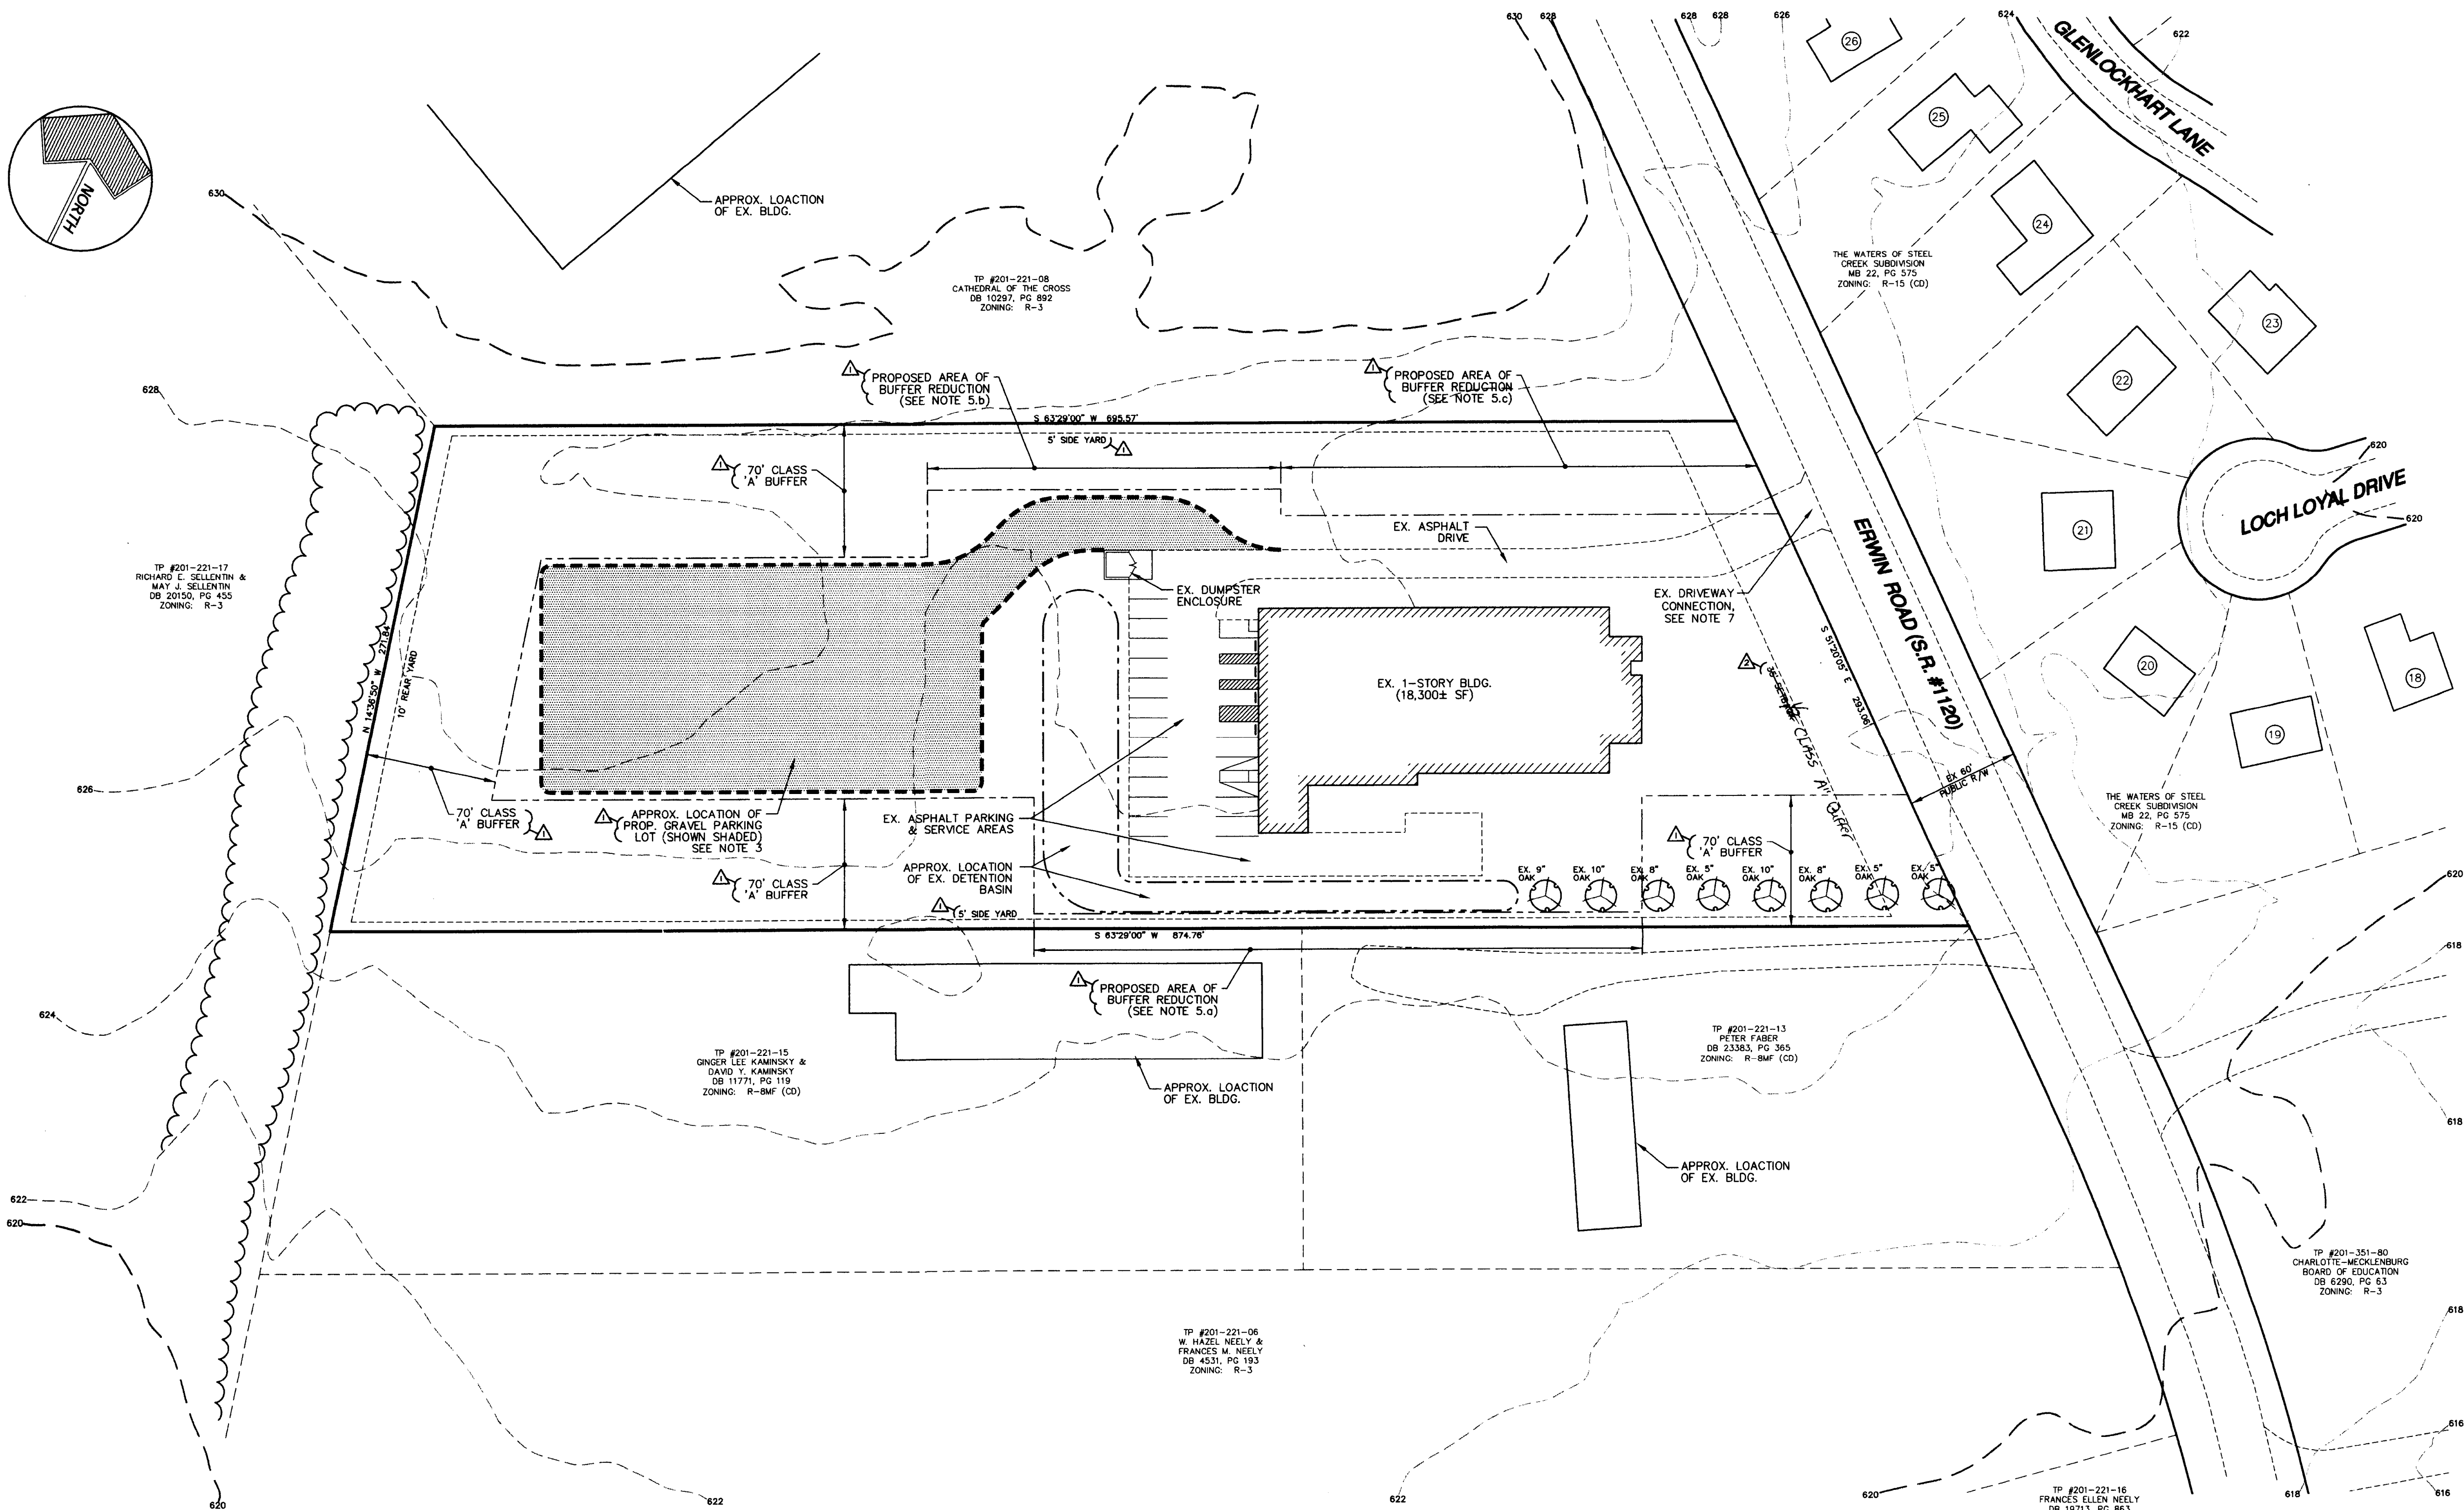 630
628
628
628
626
624
622
GLENLOCKHART LANE
26
25
24
23
22
21
20
19
18
NORTH
630
APPROX. LOACTION
OF EX. BLDG.
TP #201-221-08
CATHEDRAL OF THE CROSS
DB 10297, PG 892
ZONING: R-3
THE WATERS OF STEEL
CREEK SUBDIVISION
MB 22, PG 575
ZONING: R-15 (CD)
628
1
PROPOSED AREA OF
BUFFER REDUCTION
(SEE NOTE 5.b)
1
PROPOSED AREA OF
BUFFER REDUCTION
(SEE NOTE 5.c)
S 63°29'00" W 695.57'
5' SIDE YARD
1
1
70' CLASS
'A' BUFFER
620
LOCH LOYAL DRIVE
620
EX. ASPHALT
DRIVE
ERWIN ROAD (S.R. #1120)
TP #201-221-17
RICHARD E. SELLENTIN &
MAY J. SELLENTIN
DB 20150, PG 455
ZONING: R-3
EX. DUMPSTER
ENCLOSURE
EX. DRIVEWAY
CONNECTION,
SEE NOTE 7
N 14°36'50" W 271.84'
10' REAR YARD
EX. 1-STORY BLDG.
(18,300± SF)
S 51°20'05" E 293.06'
2
CLASS A" Buffer
EX 60'
PUBLIC R/W
626
70' CLASS
'A' BUFFER
1
1
APPROX. LOCATION OF
PROP. GRAVEL PARKING
LOT (SHOWN SHADED)
SEE NOTE 3
EX. ASPHALT PARKING
& SERVICE AREAS
THE WATERS OF STEEL
CREEK SUBDIVISION
MB 22, PG 575
ZONING: R-15 (CD)
1
70' CLASS
'A' BUFFER
APPROX. LOCATION
OF EX. DETENTION
BASIN
1
70' CLASS
'A' BUFFER
EX. 9"
OAK
EX. 10"
OAK
EX. 8"
OAK
EX. 5"
OAK
EX. 10"
OAK
EX. 8"
OAK
EX. 5"
OAK
EX. 5"
OAK
620
1
5' SIDE YARD
S 63°29'00" W 874.76'
618
1
PROPOSED AREA OF
BUFFER REDUCTION
(SEE NOTE 5.a)
624
TP #201-221-15
GINGER LEE KAMINSKY &
DAVID Y. KAMINSKY
DB 11771, PG 119
ZONING: R-8MF (CD)
TP #201-221-13
PETER FABER
DB 23383, PG 365
ZONING: R-8MF (CD)
APPROX. LOACTION
OF EX. BLDG.
618
APPROX. LOACTION
OF EX. BLDG.
622
620
TP #201-351-80
CHARLOTTE-MECKLENBURG
BOARD OF EDUCATION
DB 6290, PG 63
ZONING: R-3
618
TP #201-221-06
W. HAZEL NEELY &
FRANCES M. NEELY
DB 4531, PG 193
ZONING: R-3
616
620
622
622
620
618
616
TP #201-221-16
FRANCES ELLEN NEELY
DB 19713, PG 863